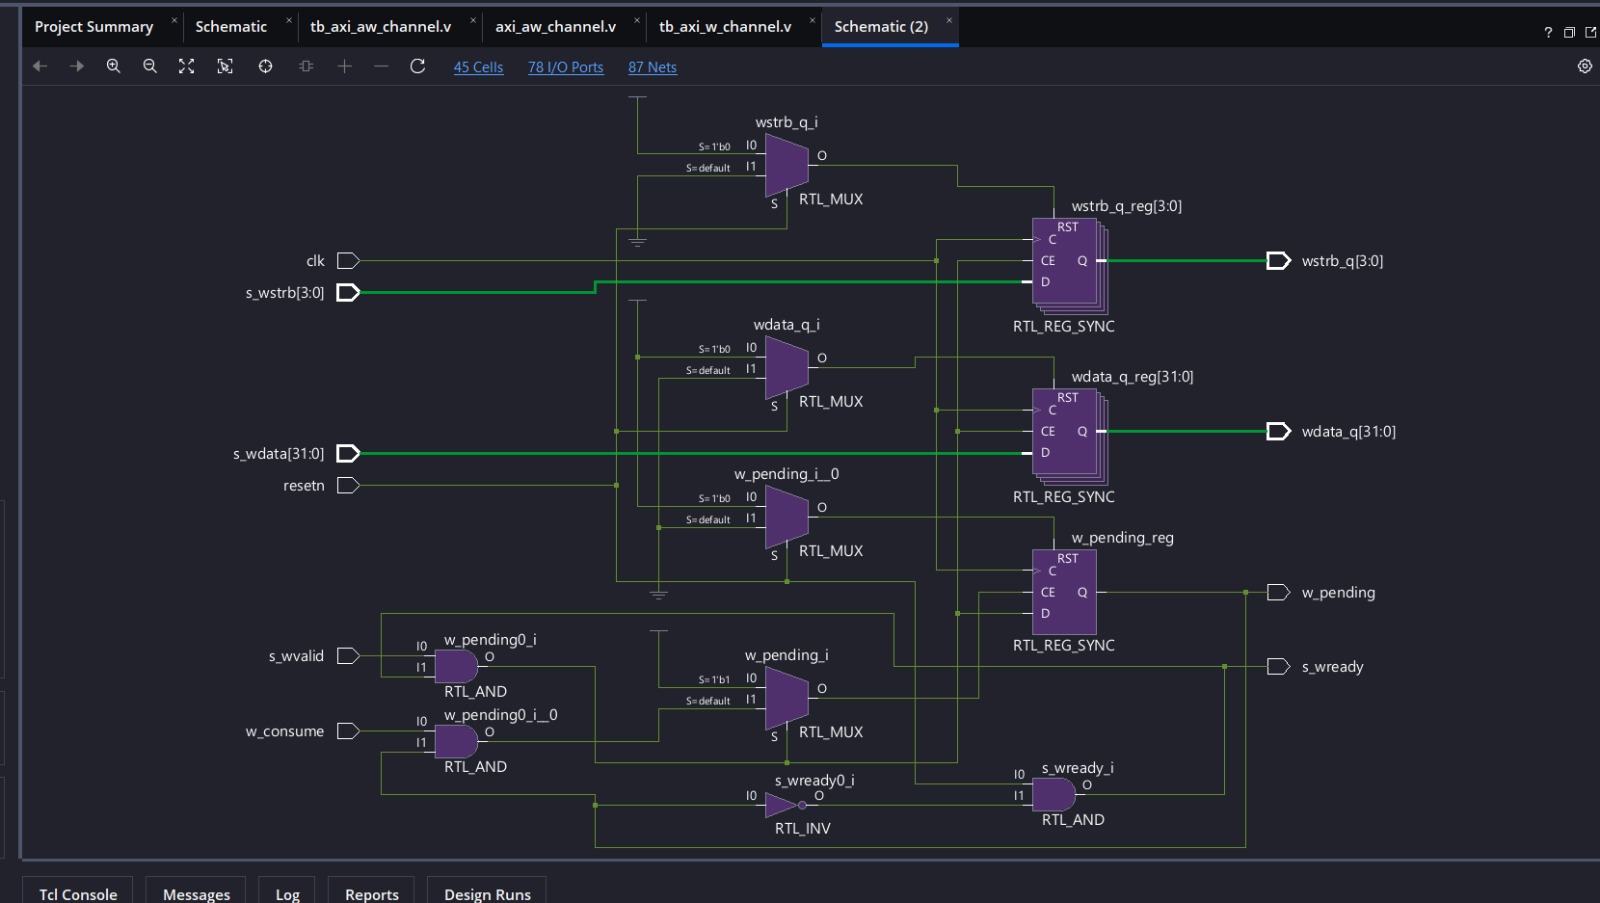 Project Summary × Schematic × tb_axi_aw_channel.v × axi_aw_channel.v × tb_axi_w_channel.v × Schematic (2) ×
?
45 Cells 78 I/O Ports 87 Nets
wstrb_q_i
S=1'b0 I0
O
S=default I1
S
RTL_MUX
wstrb_q_reg[3:0]
RST
C
CE Q
D
RTL_REG_SYNC
clk
s_wstrb[3:0]
wstrb_q[3:0]
wdata_q_i
S=1'b0 I0
O
S=default I1
S
RTL_MUX
wdata_q_reg[31:0]
RST
C
CE Q
D
RTL_REG_SYNC
wdata_q[31:0]
s_wdata[31:0]
resetn
w_pending_i__0
S=1'b0 I0
O
S=default I1
S
RTL_MUX
w_pending_reg
RST
C
CE Q
D
RTL_REG_SYNC
w_pending
s_wready
s_wvalid
w_pending0_i
I0
O
I1
RTL_AND
w_pending_i
S=1'b1 I0
O
S=default I1
S
RTL_MUX
w_consume
w_pending0_i__0
I0
O
I1
RTL_AND
s_wready0_i
I0 O
RTL_INV
s_wready_i
I0
O
I1
RTL_AND
Tcl Console Messages Log Reports Design Runs